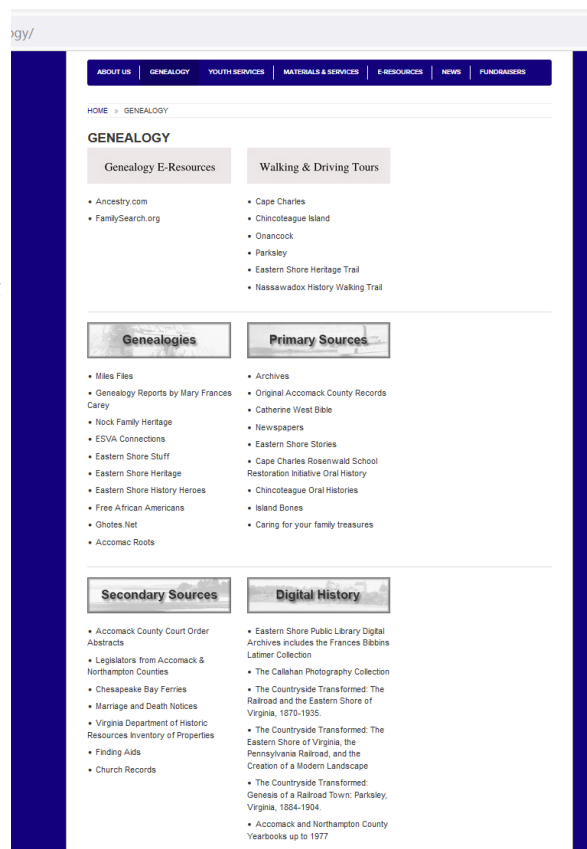 ogy/
ABOUT US
GENEALOGY
YOUTH SERVICES
MATERIALS & SERVICES
E-RESOURCES
NEWS
FUNDRAISERS
HOME » GENEALOGY
GENEALOGY
Genealogy E-Resources
• Ancestry.com
• FamilySearch.org
Walking & Driving Tours
• Cape Charles
• Chincoteague Island
• Onancock
• Parksley
• Eastern Shore Heritage Trail
• Nassawadox History Walking Trail
Genealogies
• Miles Files
• Genealogy Reports by Mary Frances
Carey
• Nock Family Heritage
• ESVA Connections
• Eastern Shore Stuff
• Eastern Shore Heritage
• Eastern Shore History Heroes
• Free African Americans
• Ghotes.Net
• Accomac Roots
Primary Sources
• Archives
• Original Accomack County Records
• Catherine West Bible
• Newspapers
• Eastern Shore Stories
• Cape Charles Rosenwald School
Restoration Initiative Oral History
• Chincoteague Oral Histories
• Island Bones
• Caring for your family treasures
Secondary Sources
• Accomack County Court Order
Abstracts
• Legislators from Accomack &
Northampton Counties
• Chesapeake Bay Ferries
• Marriage and Death Notices
• Virginia Department of Historic
Resources Inventory of Properties
• Finding Aids
• Church Records
Digital History
• Eastern Shore Public Library Digital
Archives includes the Frances Bibbins
Latimer Collection
• The Callahan Photography Collection
• The Countryside Transformed: The
Railroad and the Eastern Shore of
Virginia, 1870-1935.
• The Countryside Transformed: The
Eastern Shore of Virginia, the
Pennsylvania Railroad, and the
Creation of a Modern Landscape
• The Countryside Transformed:
Genesis of a Railroad Town: Parksley,
Virginia, 1884-1904.
• Accomack and Northampton County
Yearbooks up to 1977